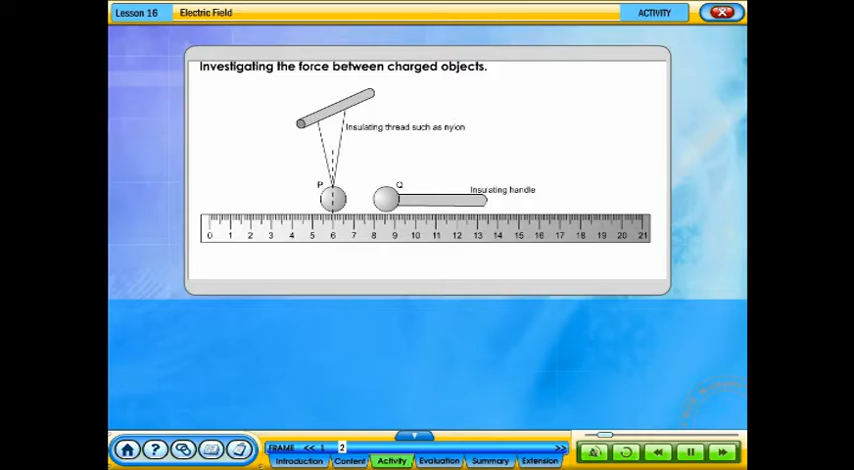 Lesson 16
Electric Field
ACTIVITY
Investigating the force between charged objects.
Insulating thread such as nylon
P
Q
Insulating handle
0 1 2 3 4 5 6 7 8 9 10 11 12 13 14 15 16 17 18 19 20 21
FRAME << 1 2 >>
Introduction Content Activity Evaluation Summary Extension